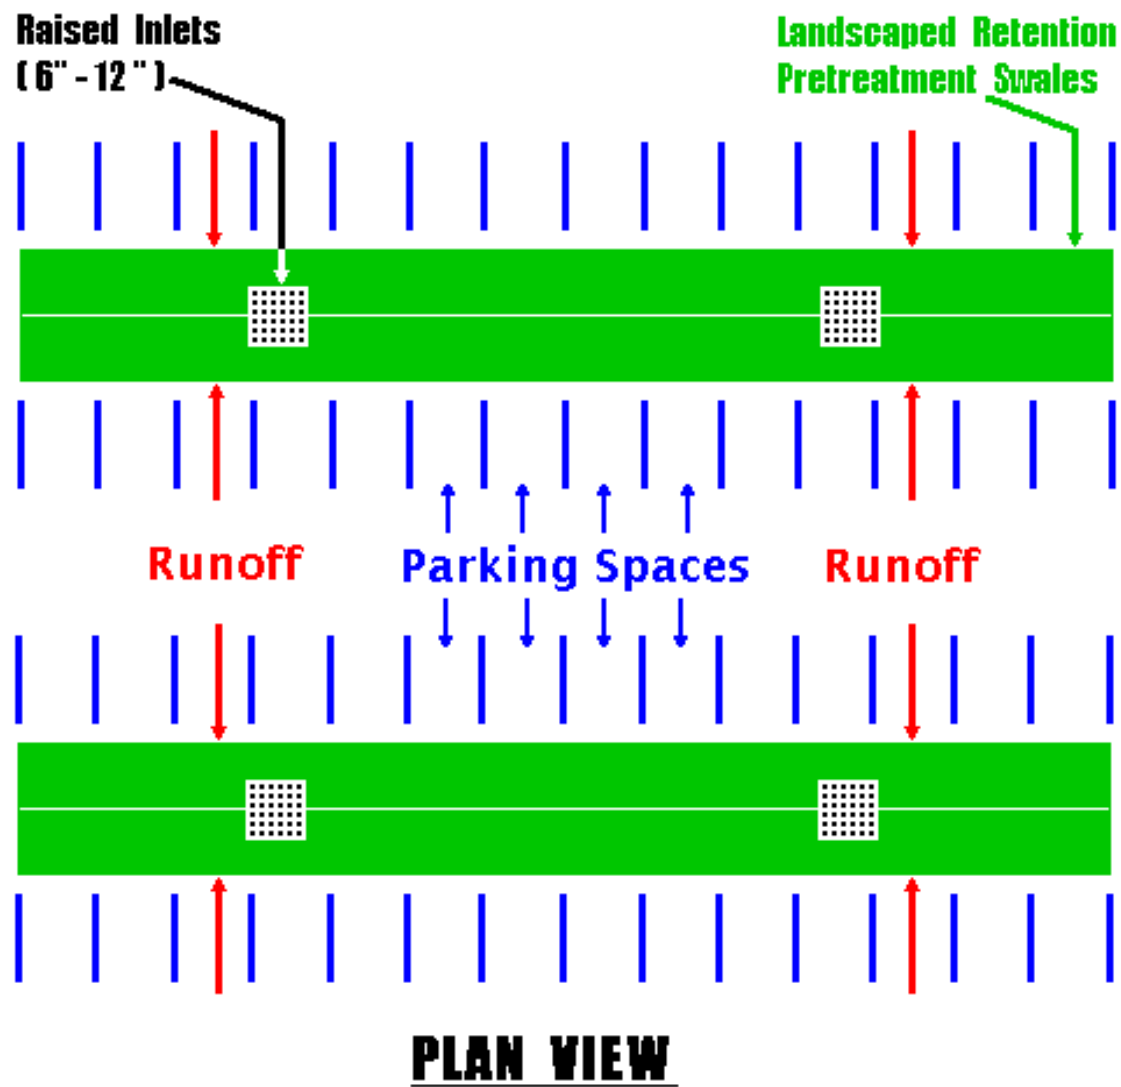 Raised Inlets
( 6" - 12 " )
Landscaped Retention
Pretreatment Swales
Runoff
Parking Spaces
Runoff
PLAN VIEW